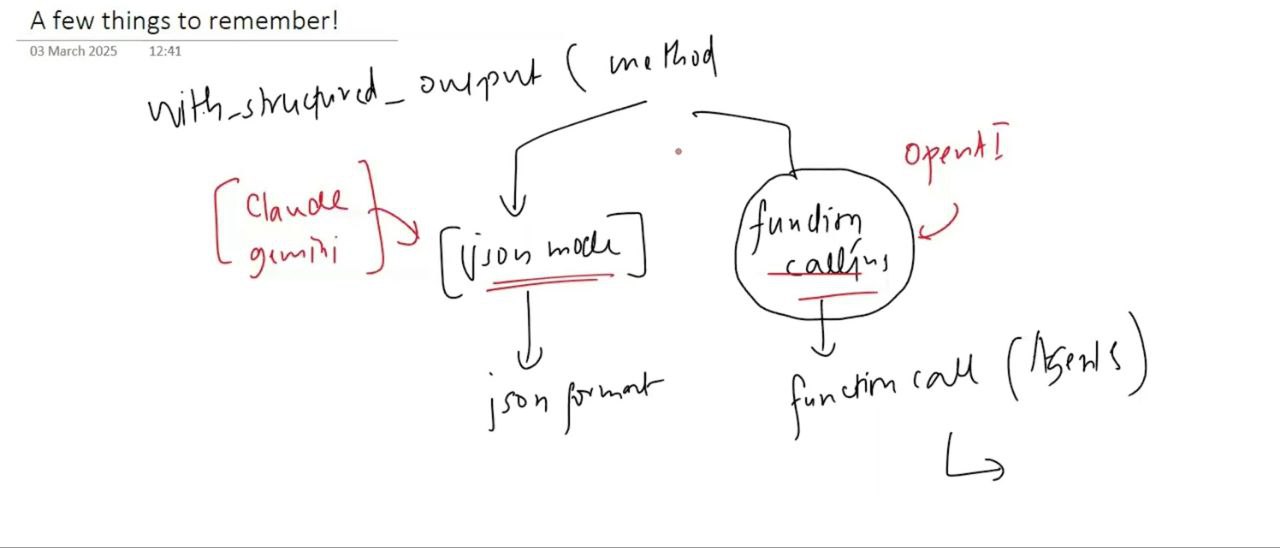 A few things to remember!
03 March 2025 12:41
with_structured_output ( method
OpenAI
Claude
gemini
json mode
function
calling
json format
function call (Agents)